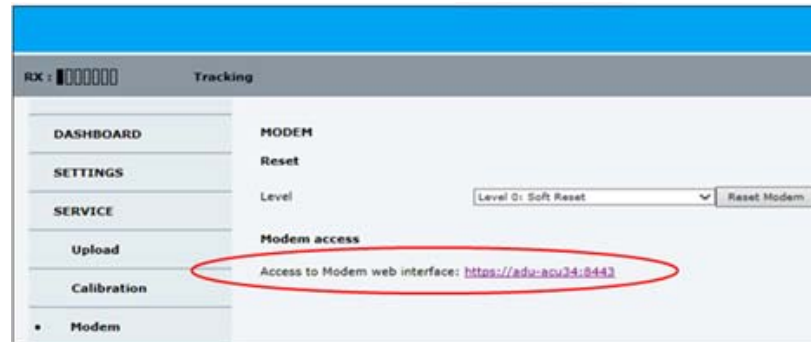 RX : Tracking
DASHBOARD
SETTINGS
SERVICE
Upload
Calibration
• Modem
MODEM
Reset
Level Level 0: Soft Reset Reset Modem
Modem access
Access to Modem web interface: https://adu-acu34:8443